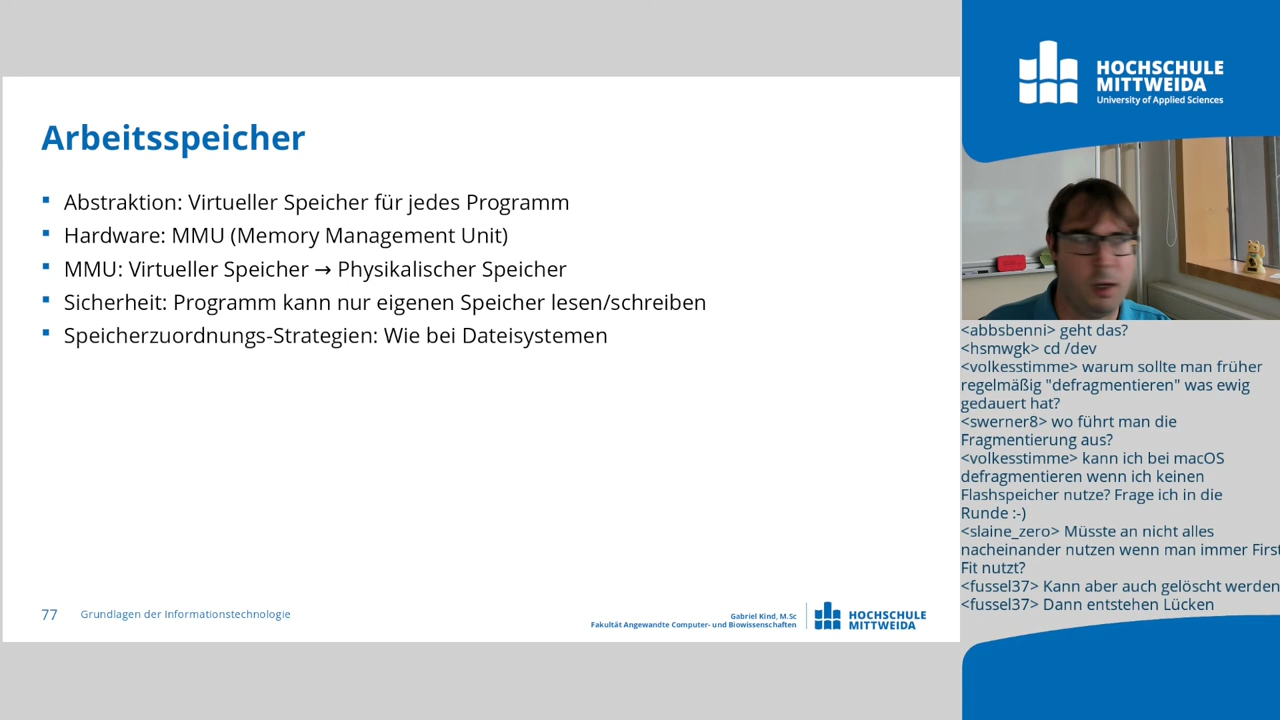 Arbeitsspeicher
Abstraktion: Virtueller Speicher für jedes Programm
Hardware: MMU (Memory Management Unit)
MMU: Virtueller Speicher → Physikalischer Speicher
Sicherheit: Programm kann nur eigenen Speicher lesen/schreiben
Speicherzuordnungs-Strategien: Wie bei Dateisystemen
77
Grundlagen der Informationstechnologie
Gabriel Kind, M.Sc
Fakultät Angewandte Computer- und Biowissenschaften
HOCHSCHULE
MITTWEIDA
HOCHSCHULE
MITTWEIDA
University of Applied Sciences
<abbsbenni> geht das?
<hsmwgk> cd /dev
<volkesstimme> warum sollte man früher
regelmäßig "defragmentieren" was ewig
gedauert hat?
<swerner8> wo führt man die
Fragmentierung aus?
<volkesstimme> kann ich bei macOS
defragmentieren wenn ich keinen
Flashspeicher nutze? Frage ich in die
Runde :-)
<slaine_zero> Müsste an nicht alles
nacheinander nutzen wenn man immer First
Fit nutzt?
<fussel37> Kann aber auch gelöscht werden
<fussel37> Dann entstehen Lücken